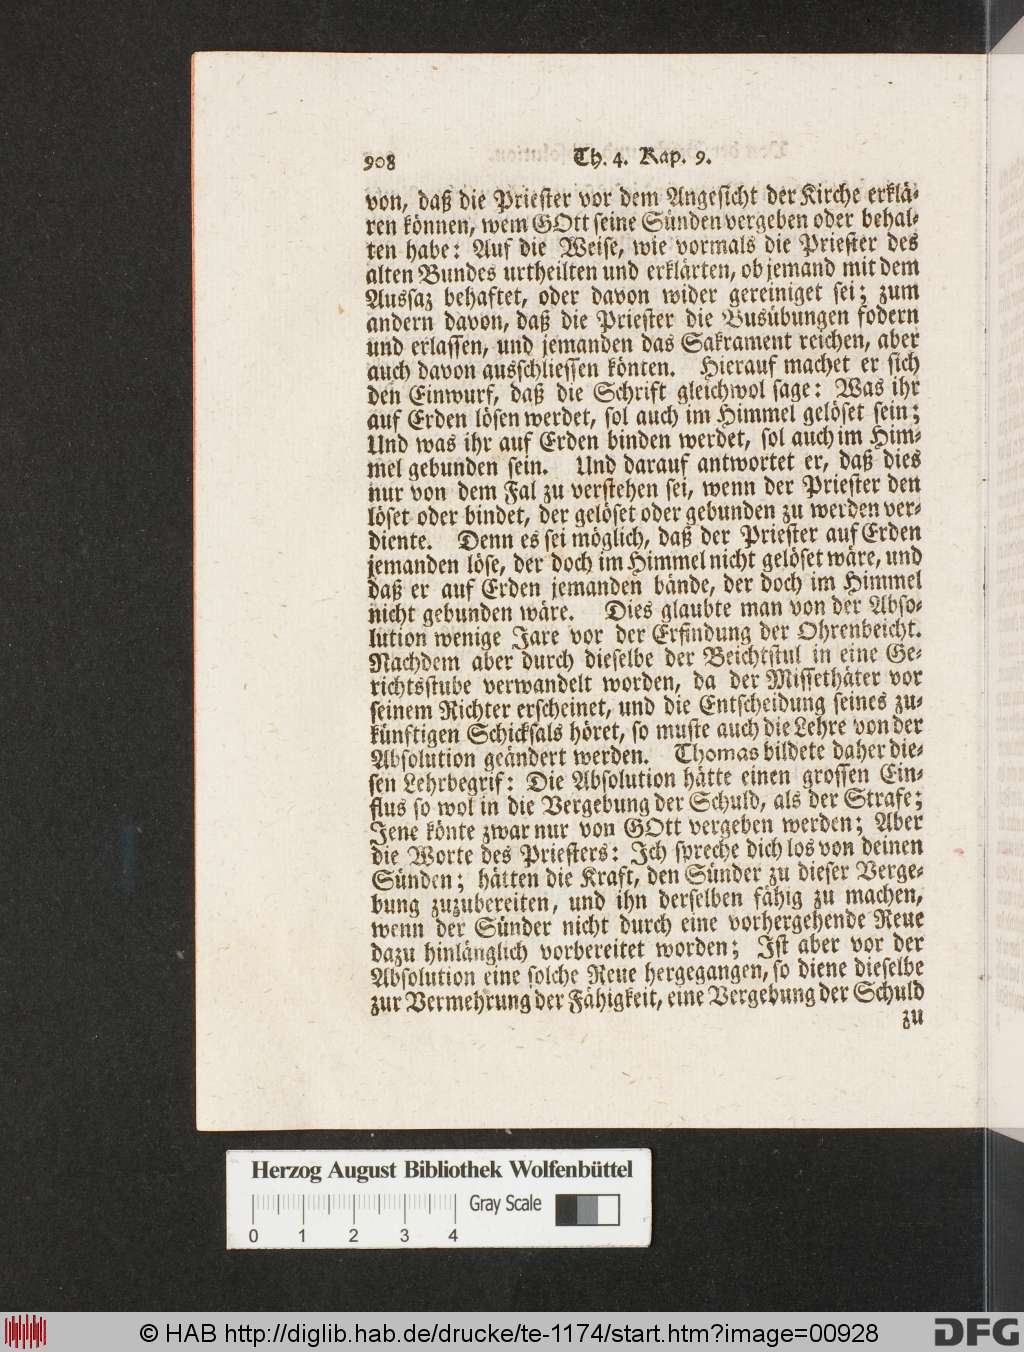 908 Th. 4. Kap. 9.
von, daß die Priester vor dem Angesicht der Kirche erklä-
ren können, wem GOtt seine Sünden vergeben oder behal-
ten habe: Auf die Weise, wie vormals die Priester des
alten Bundes urtheilten und erklärten, ob jemand mit dem
Aussaz behaftet, oder davon wider gereiniget sei; zum
andern davon, daß die Priester die Busübungen fodern
und erlassen, und jemanden das Sakrament reichen, aber
auch davon ausschliessen könten. Hierauf machet er sich
den Einwurf, daß die Schrift gleichwol sage: Was ihr
auf Erden lösen werdet, sol auch im Himmel gelöset sein;
Und was ihr auf Erden binden werdet, sol auch im Him-
mel gebunden sein. Und darauf antwortet er, daß dies
nur von dem Fal zu verstehen sei, wenn der Priester den
löset oder bindet, der gelöset oder gebunden zu werden ver-
diente. Denn es sei möglich, daß der Priester auf Erden
jemanden löse, der doch im Himmel nicht gelöset wäre, und
daß er auf Erden jemanden bände, der doch im Himmel
nicht gebunden wäre. Dies glaubte man von der Abso-
lution wenige Jare vor der Erfindung der Ohrenbeicht.
Nachdem aber durch dieselbe der Beichtstul in eine Ge-
richtsstube verwandelt worden, da der Missethäter vor
seinem Richter erscheinet, und die Entscheidung seines zu-
künftigen Schicksals höret, so muste auch die Lehre von der
Absolution geändert werden. Thomas bildete daher die-
sen Lehrbegrif: Die Absolution hätte einen grossen Ein-
flus so wol in die Vergebung der Schuld, als der Strafe;
Jene könte zwar nur von GOtt vergeben werden; Aber
die Worte des Priesters: Ich spreche dich los von deinen
Sünden; hätten die Kraft, den Sünder zu dieser Verge-
bung zuzubereiten, und ihn derselben fähig zu machen,
wenn der Sünder nicht durch eine vorhergehende Reue
dazu hinlänglich vorbereitet worden; Ist aber vor der
Absolution eine solche Reue hergegangen, so diene dieselbe
zur Vermehrung der Fähigkeit, eine Vergebung der Schuld
zu
Herzog August Bibliothek Wolfenbüttel
Gray Scale
0 1 2 3 4
© HAB http://diglib.hab.de/drucke/te-1174/start.htm?image=00928
DFG